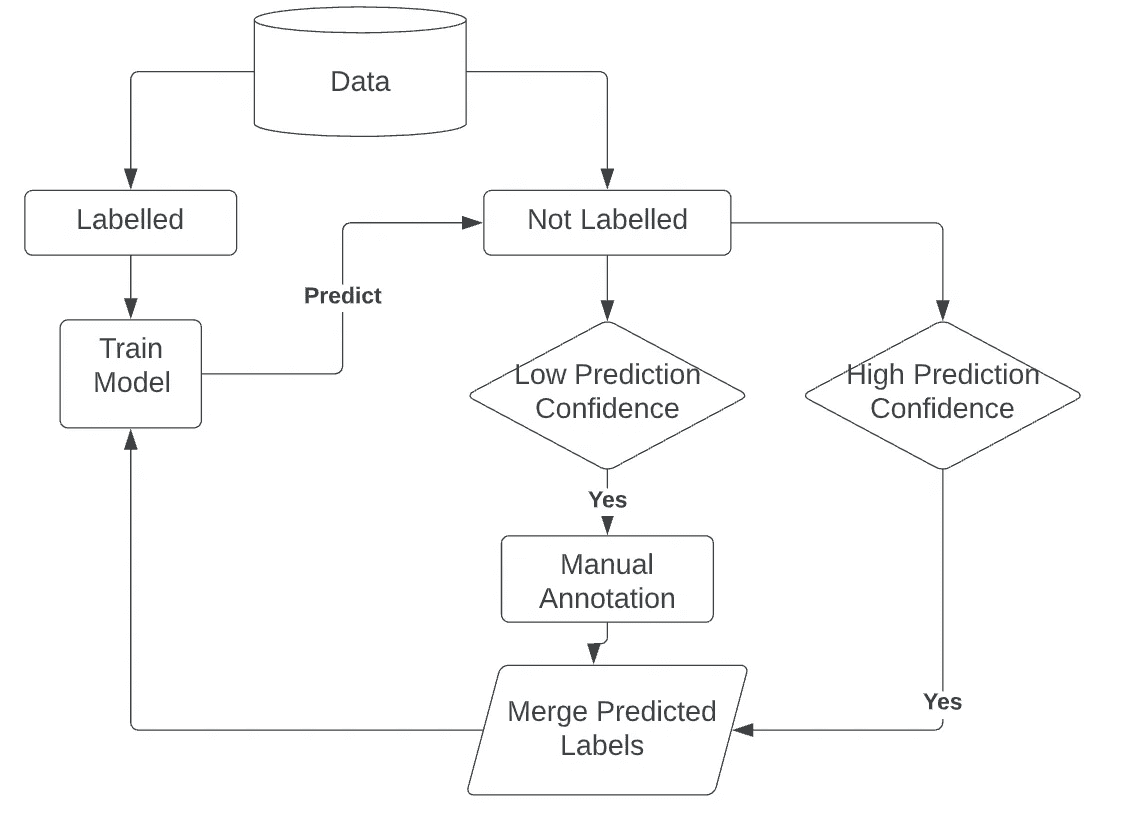 Data
Labelled
Not Labelled
Predict
Train
Model
Low Prediction
Confidence
High Prediction
Confidence
Yes
Manual
Annotation
Yes
Merge Predicted
Labels